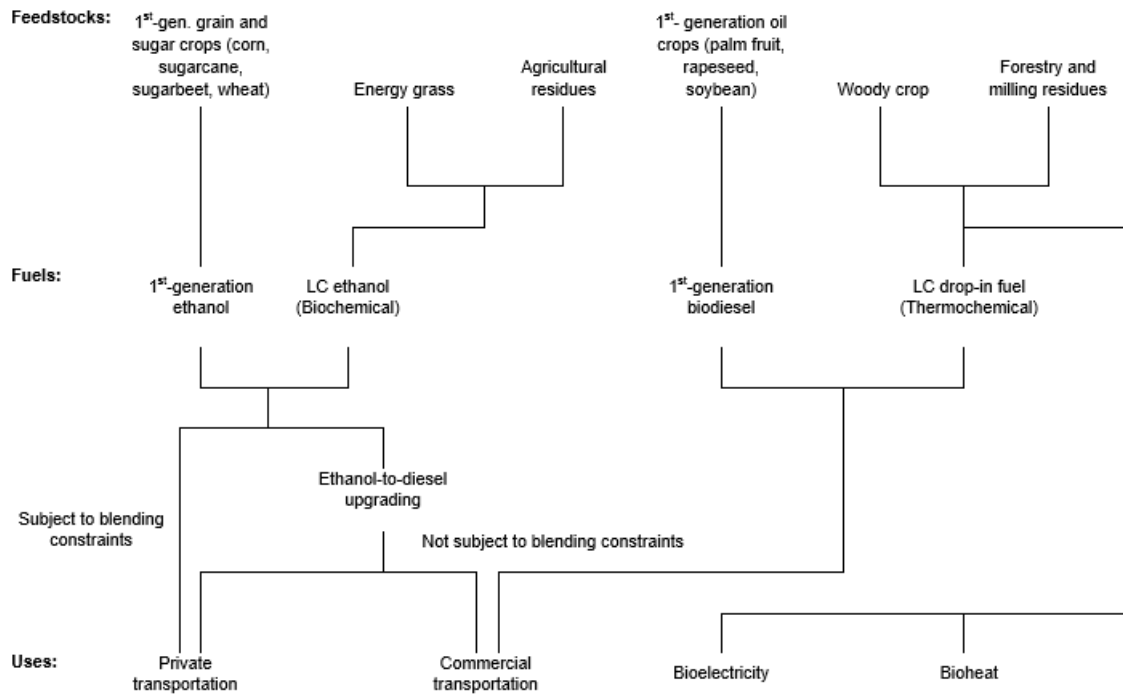 Feedstocks:
1st-gen. grain and
sugar crops (corn,
sugarcane,
sugarbeet, wheat)
Energy grass
Agricultural
residues
1st- generation oil
crops (palm fruit,
rapeseed,
soybean)
Woody crop
Forestry and
milling residues
Fuels:
1st-generation
ethanol
LC ethanol
(Biochemical)
1st-generation
biodiesel
LC drop-in fuel
(Thermochemical)
Ethanol-to-diesel
upgrading
Subject to blending
constraints
Not subject to blending constraints
Uses:
Private
transportation
Commercial
transportation
Bioelectricity
Bioheat